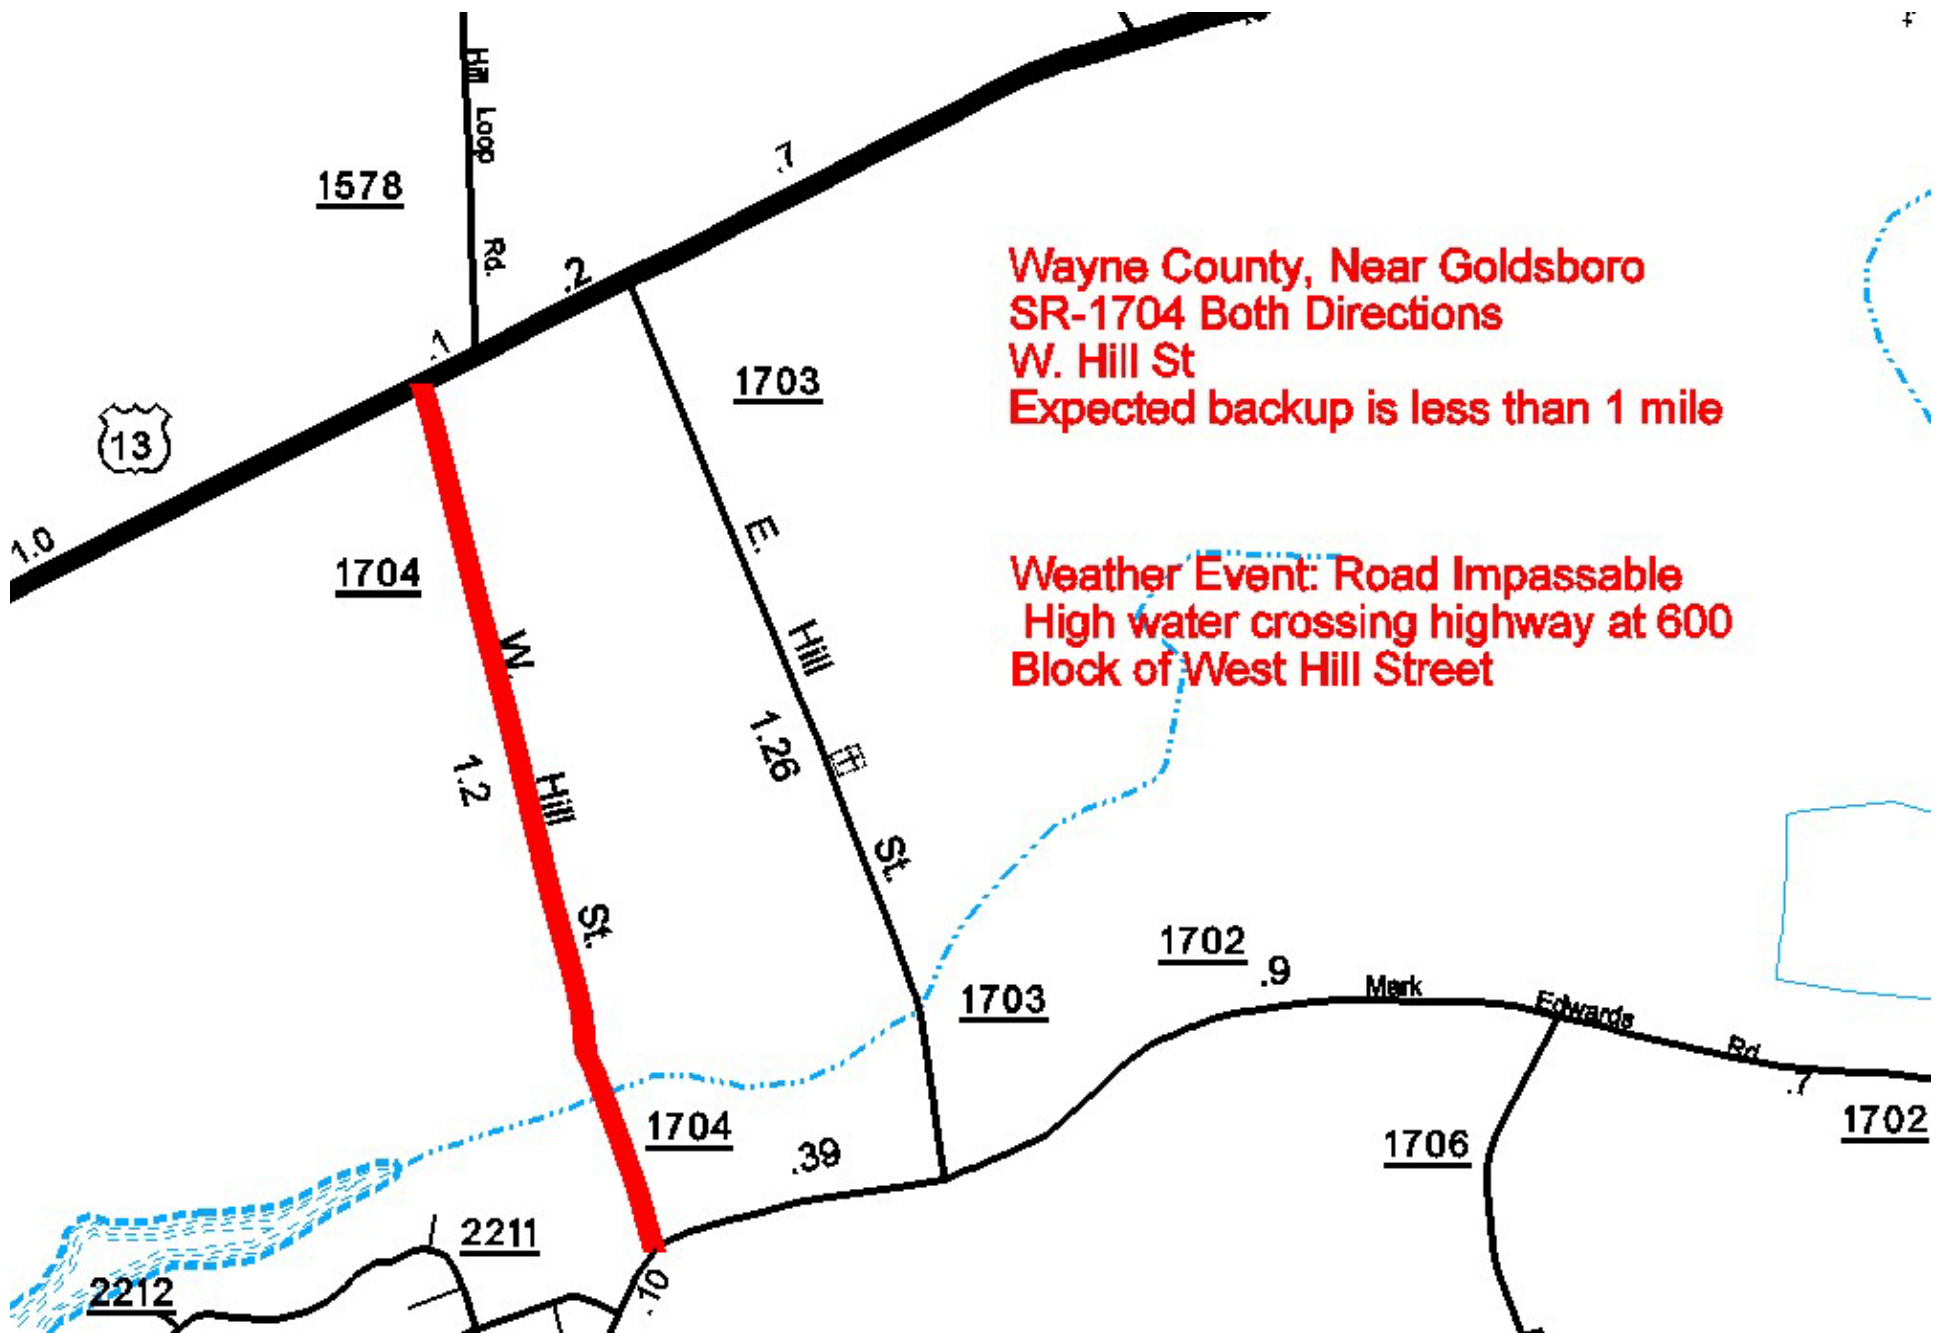 Hill Loop Rd.
1578
.7
.2
.1
Wayne County, Near Goldsboro
SR-1704 Both Directions
W. Hill St
Expected backup is less than 1 mile
1703
13
1.0
1704
E. Hill St.
Weather Event: Road Impassable
High water crossing highway at 600
Block of West Hill Street
W. Hill St.
1.2
1.26
1702
.9
1703
Mark Edwards Rd.
.7
1702
1704
.39
1706
2211
2212
.10